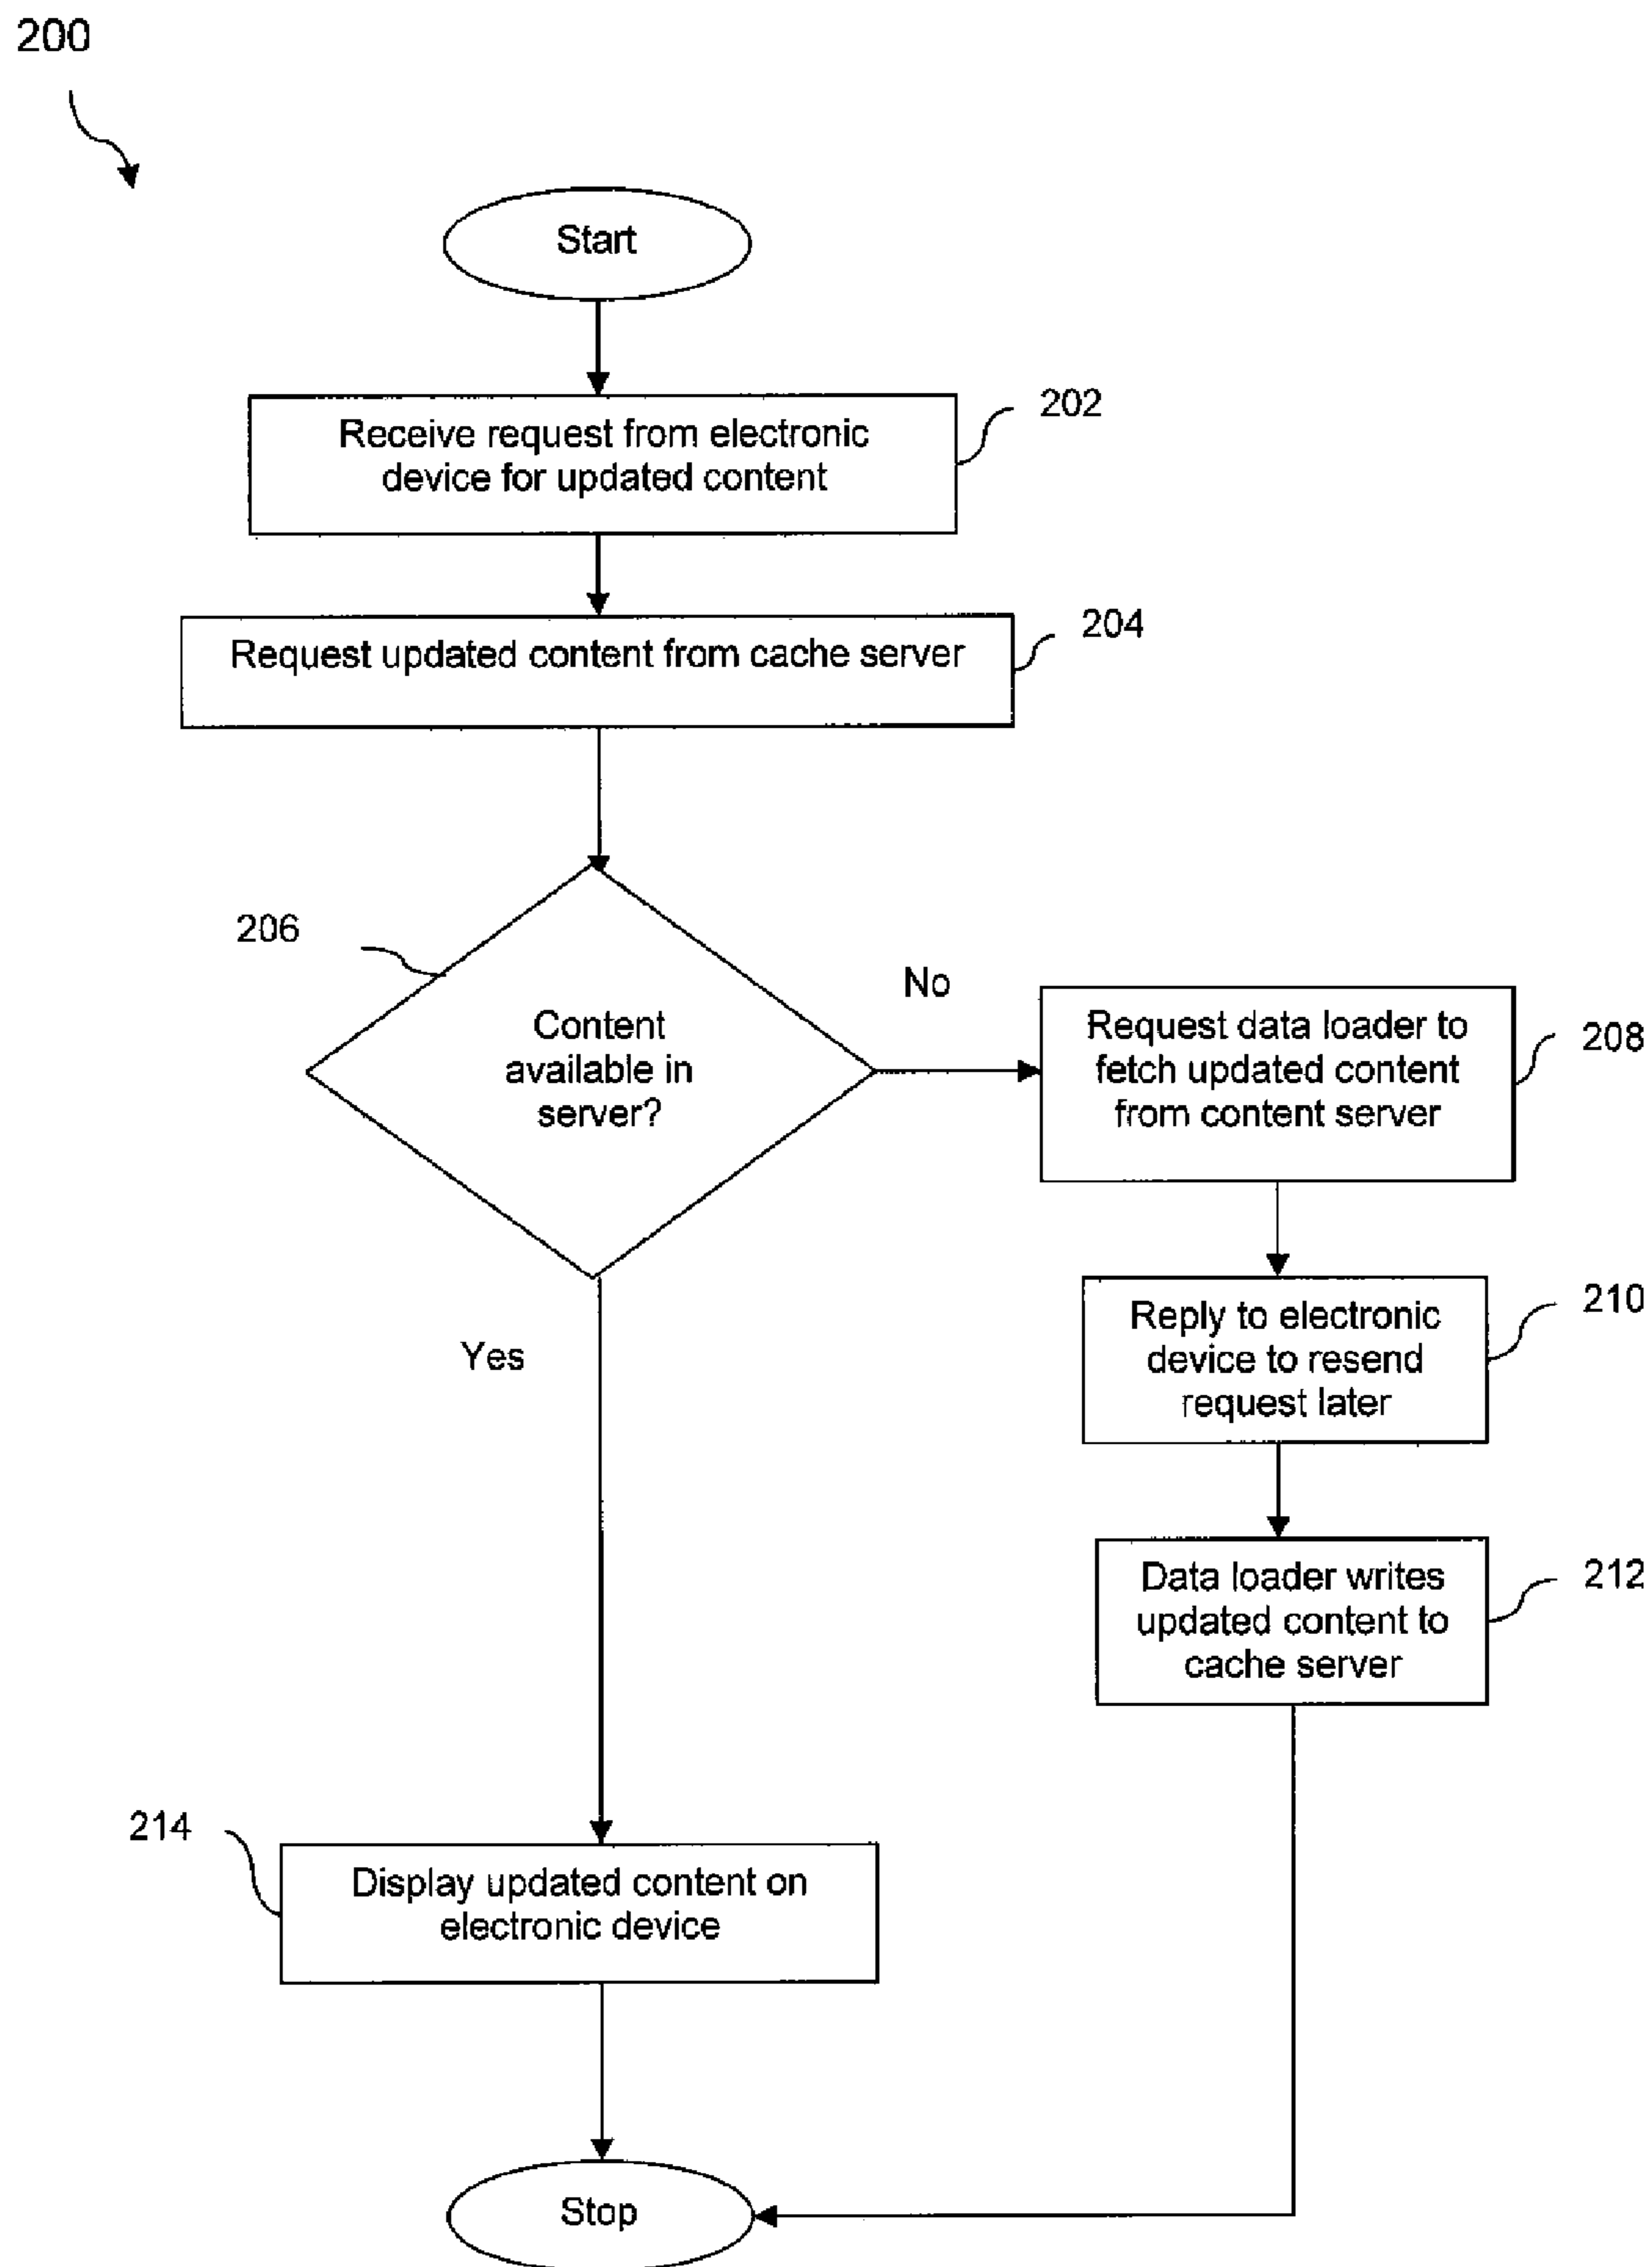 200
Start
Receive request from electronic
device for updated content
202
Request updated content from cache server
204
206
Content
available in
server?
No
Request data loader to
fetch updated content
from content server
208
Reply to electronic
device to resend
request later
210
Yes
Data loader writes
updated content to
cache server
212
214
Display updated content on
electronic device
Stop